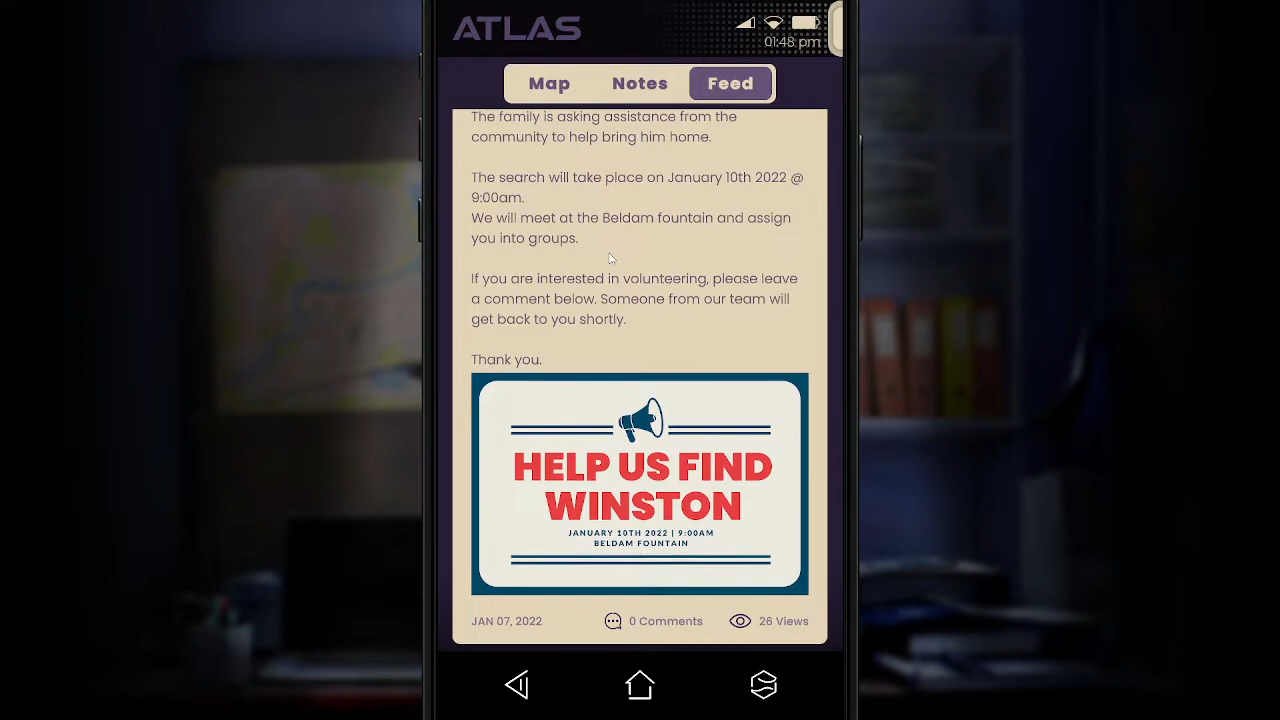 ATLAS
01:48 pm
Map Notes Feed
The family is asking assistance from the
community to help bring him home.
The search will take place on January 10th 2022 @
9:00am.
We will meet at the Beldam fountain and assign
you into groups.
If you are interested in volunteering, please leave
a comment below. Someone from our team will
get back to you shortly.
Thank you.
HELP US FIND
WINSTON
JANUARY 10TH 2022 | 9:00AM
BELDAM FOUNTAIN
JAN 07, 2022 0 Comments 26 Views